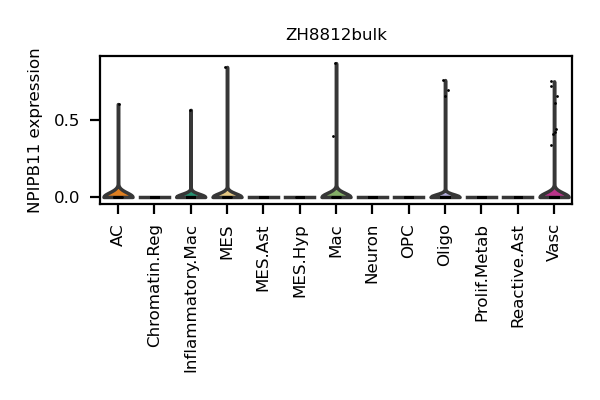 ZH8812bulk
NPIPB11 expression
0.5
0.0
AC
Chromatin.Reg
Inflammatory.Mac
MES
MES.Ast
MES.Hyp
Mac
Neuron
OPC
Oligo
Prolif.Metab
Reactive.Ast
Vasc